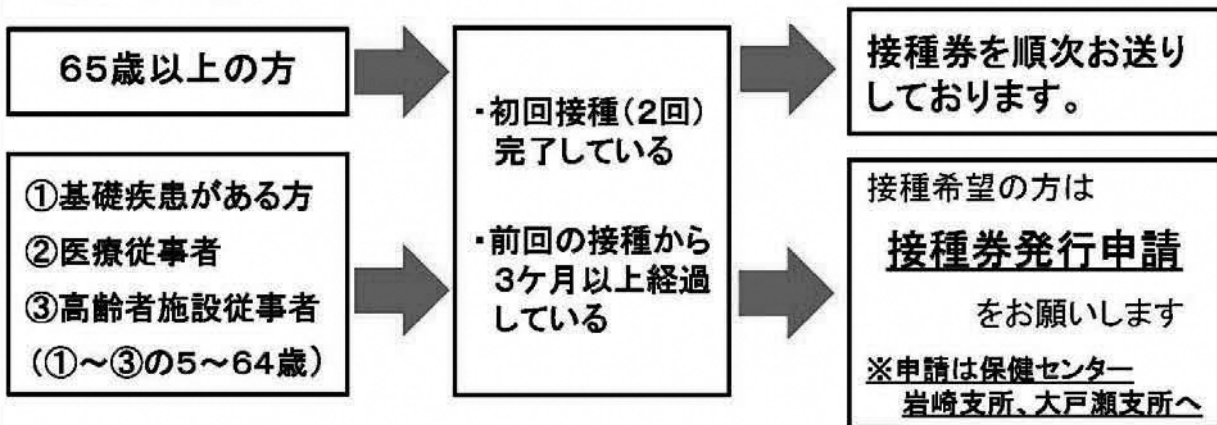 65歳以上の方
①基礎疾患がある方
②医療従事者
③高齢者施設従事者
(①～③の5～64歳)
・初回接種(2回)
完了している
・前回の接種から
3ケ月以上経過
している
接種券を順次お送り
しております。
接種希望の方は
接種券発行申請
をお願いします
※申請は保健センター
岩崎支所、大戸瀬支所へ